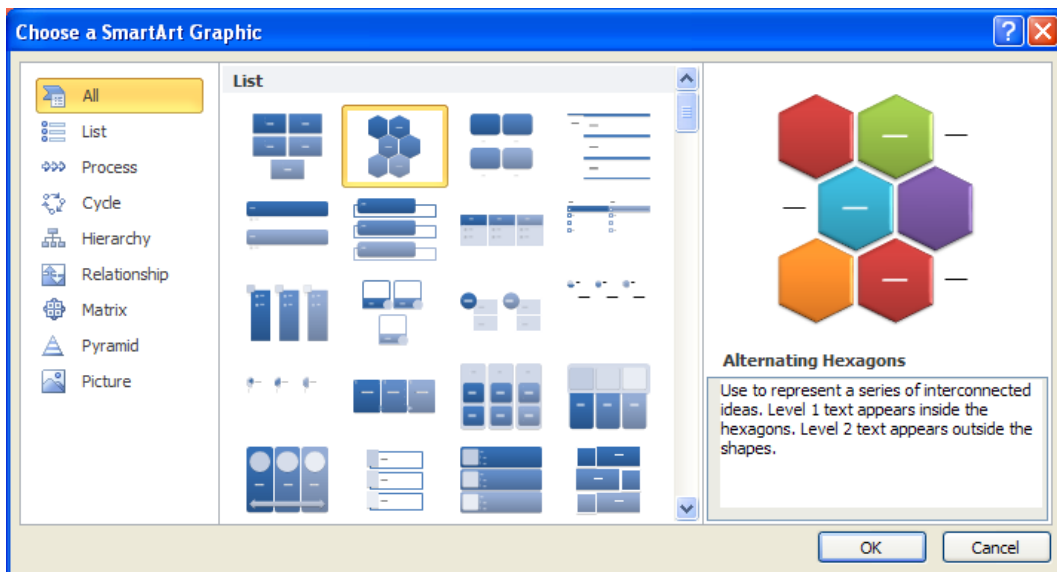 Choose a SmartArt Graphic
All
List
Process
Cycle
Hierarchy
Relationship
Matrix
Pyramid
Picture
List
Alternating Hexagons
Use to represent a series of interconnected
ideas. Level 1 text appears inside the
hexagons. Level 2 text appears outside the
shapes.
OK
Cancel